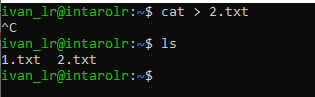 ivan_lr@intarolr:~$ cat > 2.txt
^C
ivan_lr@intarolr:~$ ls
1.txt  2.txt
ivan_lr@intarolr:~$